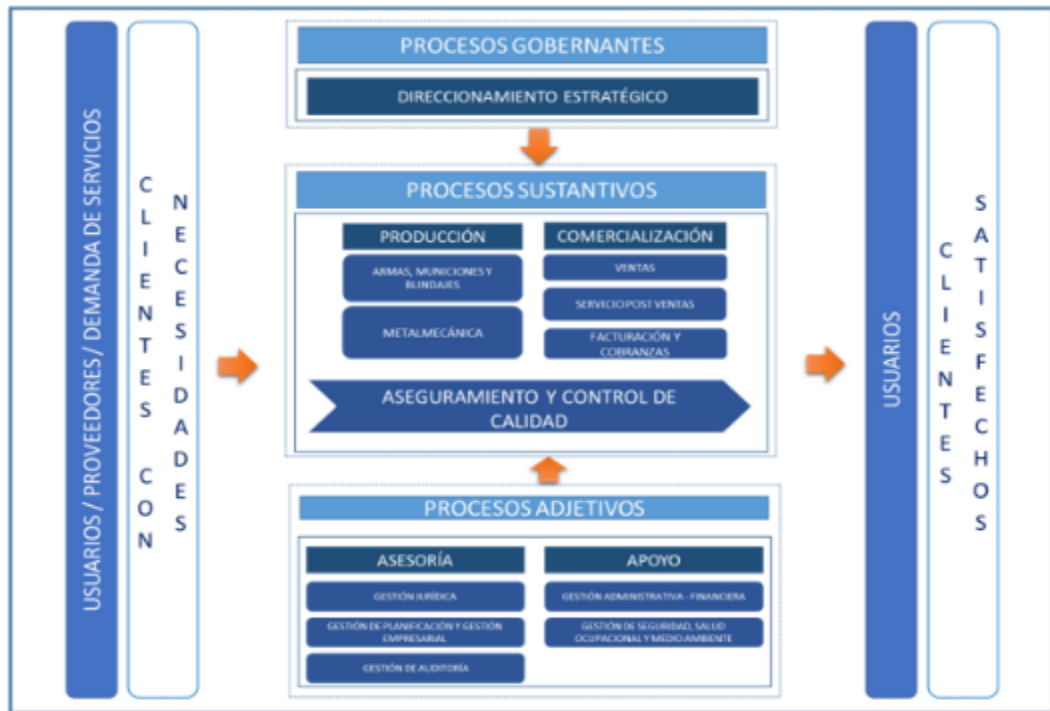 USUARIOS / PROVEEDORES / DEMANDA DE SERVICIOS
CLIENTES CON
NECESIDADES
PROCESOS GOBERNANTES
DIRECCIONAMIENTO ESTRATÉGICO
PROCESOS SUSTANTIVOS
PRODUCCIÓN
ARMAS, MUNICIONES Y
BLINDAJES
METALMECÁNICA
COMERCIALIZACIÓN
VENTAS
SERVICIO POST VENTAS
FACTURACIÓN Y
COBRANZAS
ASEGURAMIENTO Y CONTROL DE
CALIDAD
PROCESOS ADJETIVOS
ASESORÍA
GESTIÓN JURÍDICA
GESTIÓN DE PLANIFICACIÓN Y GESTIÓN
EMPRESARIAL
GESTIÓN DE AUDITORÍA
APOYO
GESTIÓN ADMINISTRATIVA - FINANCIERA
GESTIÓN DE SEGURIDAD, SALUD
OCUPACIONAL Y MEDIO AMBIENTE
USUARIOS
CLIENTES
SATISFECHOS